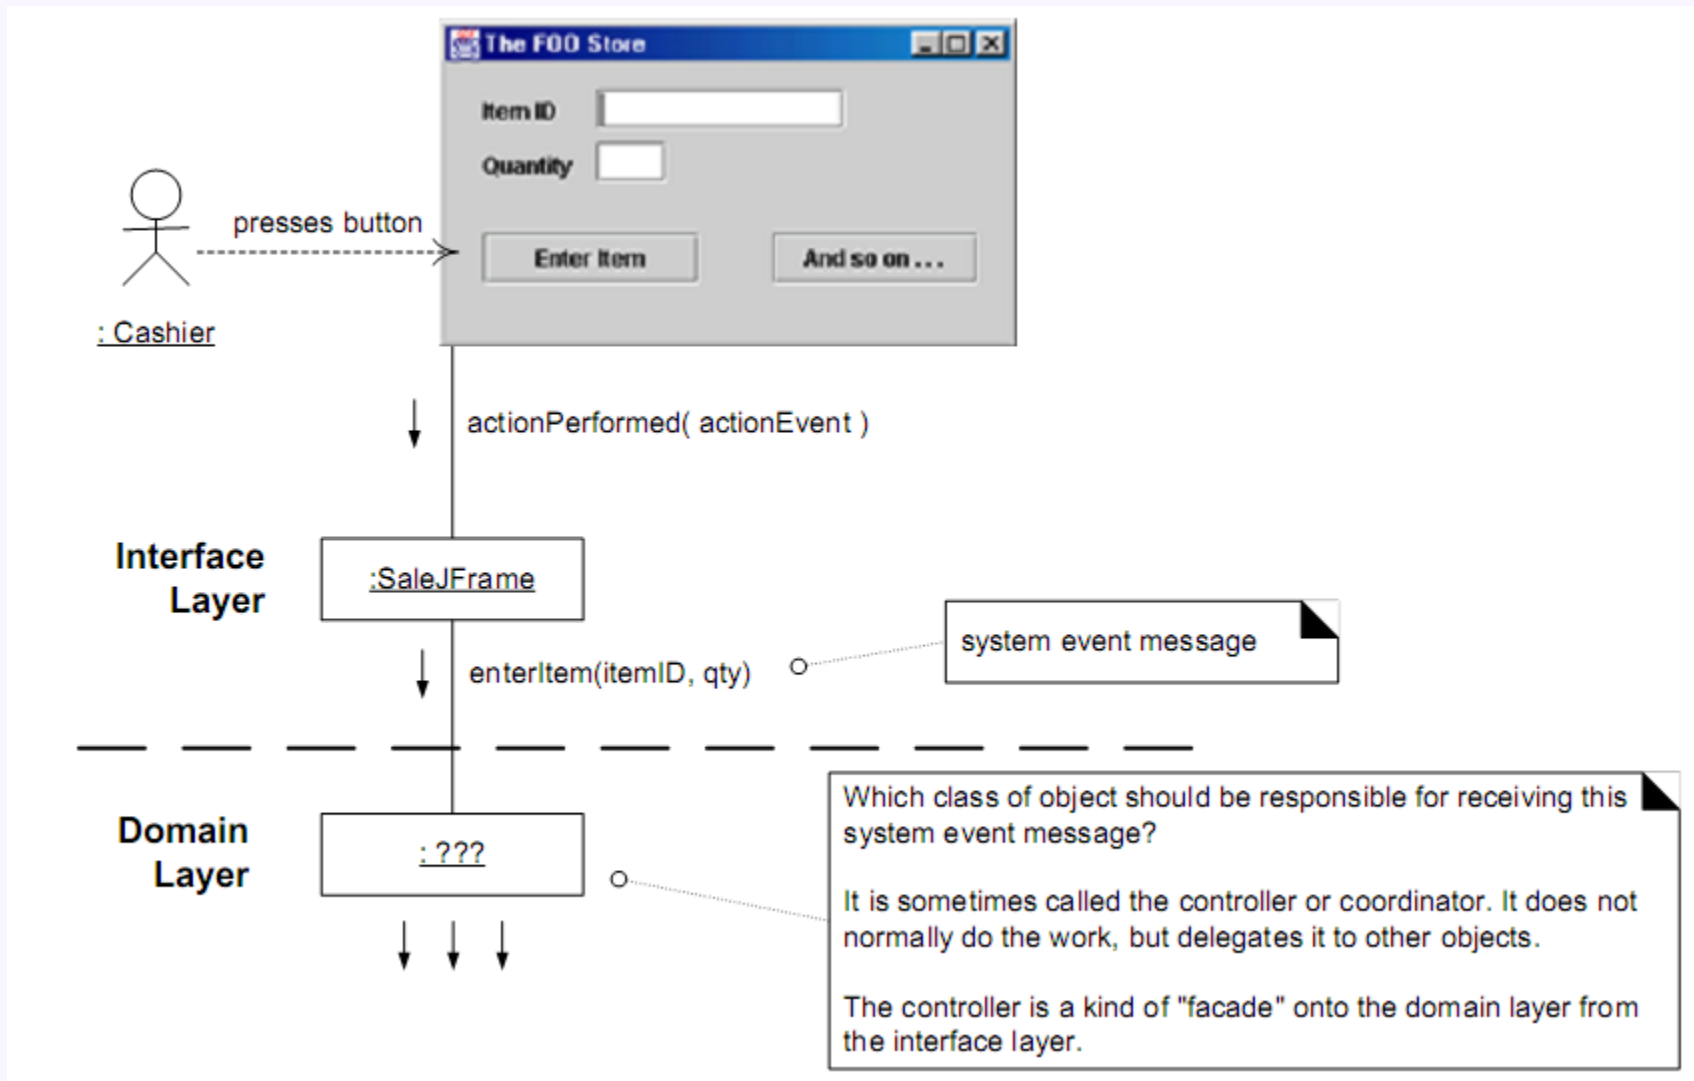 The FOO Store
Item ID
Quantity
Enter Item
And so on ...
presses button
: Cashier
actionPerformed( actionEvent )
Interface
Layer
:SaleJFrame
enterItem(itemID, qty)
system event message
Domain
Layer
: ???
Which class of object should be responsible for receiving this
system event message?
It is sometimes called the controller or coordinator. It does not
normally do the work, but delegates it to other objects.
The controller is a kind of "facade" onto the domain layer from
the interface layer.